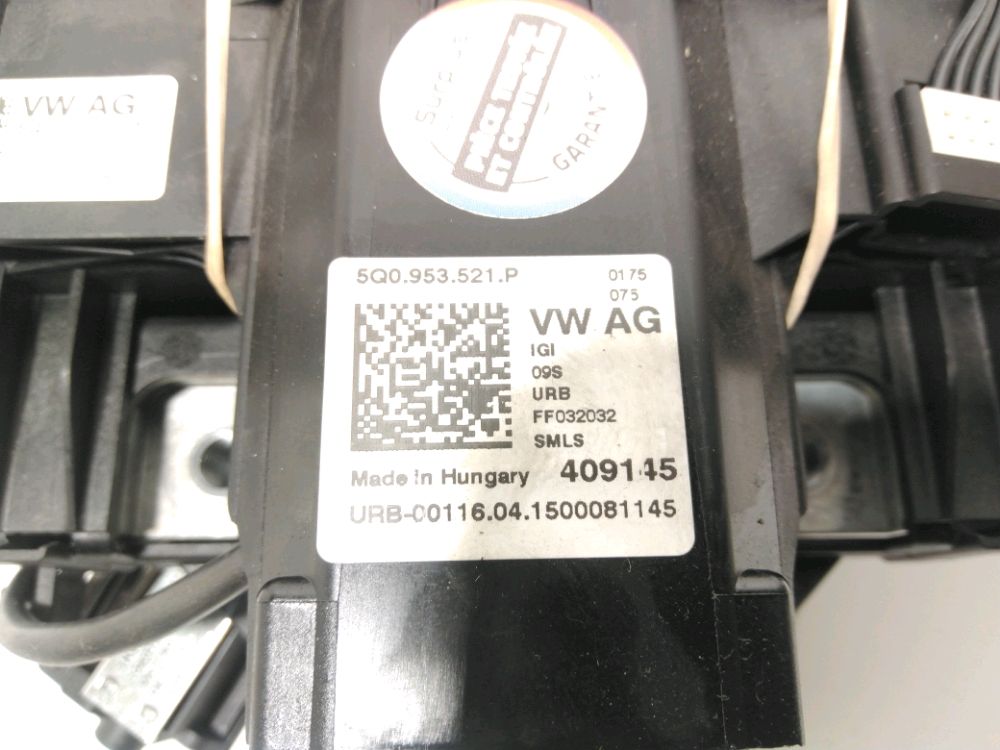 VW AG
GARANTE
5Q0.953.521.P
0175
075
VW AG
IGI
09S
URB
FF032032
SMLS
Made in Hungary 409145
URB-00116.04.1500081145